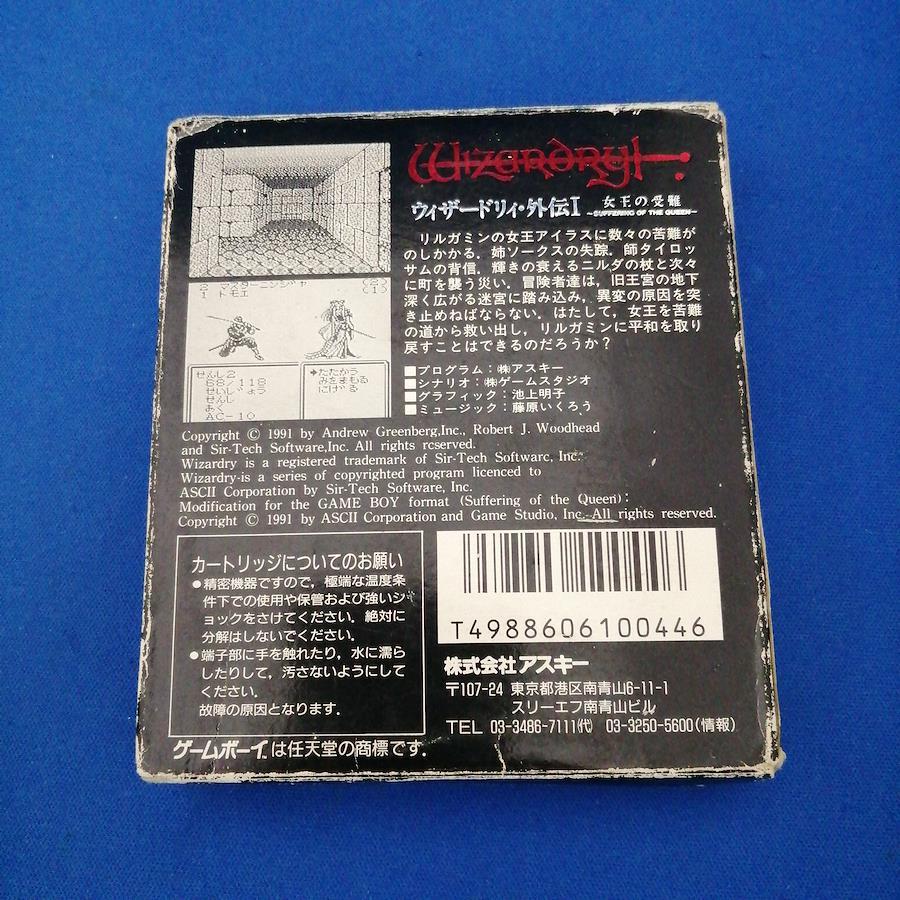 Wizardry
ウィザードリィ・外伝I 女王の受難
~SUFFERING OF THE QUEEN~
リルガミンの女王アイラスに数々の苦難が
のしかかる。姉ソークスの失踪。師タイロッ
サムの背信。輝きの衰えるニルダの杖と次々
に町を襲う災い。冒険者達は、旧王宮の地下
深く広がる迷宮に踏み込み，異変の原因を突
き止めねばならない。はたして，女王を苦難
の道から救い出し，リルガミンに平和を取り
戻すことはできるのだろうか？
2 マスターニンジャ (2)
1 トモエ (1)
せんし2
68/118
せいじょう
せんし
あく
AC-10
→たたかう
みをまもる
にげる
■プログラム：㈱アスキー
■シナリオ：㈱ゲームスタジオ
■グラフィック：池上明子
■ミュージック：藤原いくろう
Copyright © 1991 by Andrew Greenberg,Inc., Robert J. Woodhead
and Sir-Tech Software,Inc. All rights reserved.
Wizardry is a registered trademark of Sir-Tech Software, Inc.
Wizardry-is a series of copyrighted program licenced to
ASCII Corporation by Sir-Tech Software, Inc.
Modification for the GAME BOY format (Suffering of the Queen):
Copyright © 1991 by ASCII Corporation and Game Studio, Inc. All rights reserved.
カートリッジについてのお願い
●精密機器ですので，極端な温度条
件下での使用や保管および強いシ
ョックをさけてください。絶対に
分解はしないでください。
●端子部に手を触れたり，水に濡ら
したりして，汚さないようにして
ください。
故障の原因となります。
ゲームボーイは任天堂の商標です．
T4988606100446
株式会社アスキー
〒107-24 東京都港区南青山6-11-1
スリーエフ南青山ビル
TEL 03-3486-7111(代) 03-3250-5600(情報)